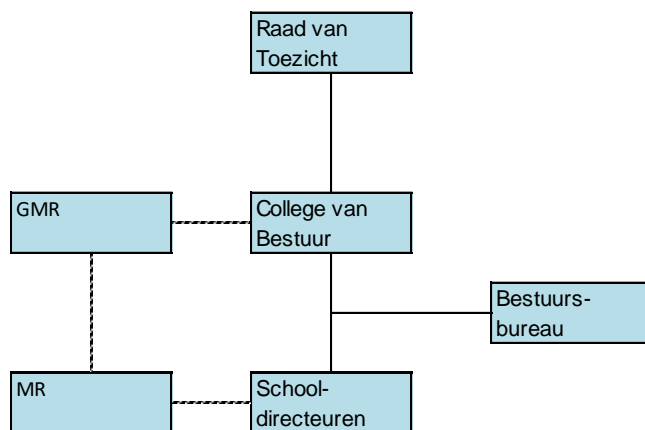 Raad van
Toezicht
GMR
College van
Bestuur
Bestuurs-
bureau
MR
School-
directeuren